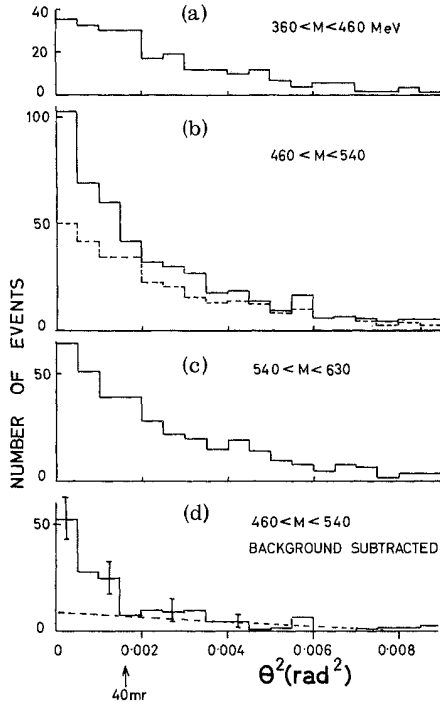 (a)
360<M<460 MeV
40
20
0
(b)
460<M<540
100
50
0
(c)
540<M<630
50
0
(d)
460<M<540
BACKGROUND SUBTRACTED
50
0
NUMBER OF EVENTS
0 0·002 0·004 0·006 0·008
↑
40mr
θ²(rad²)